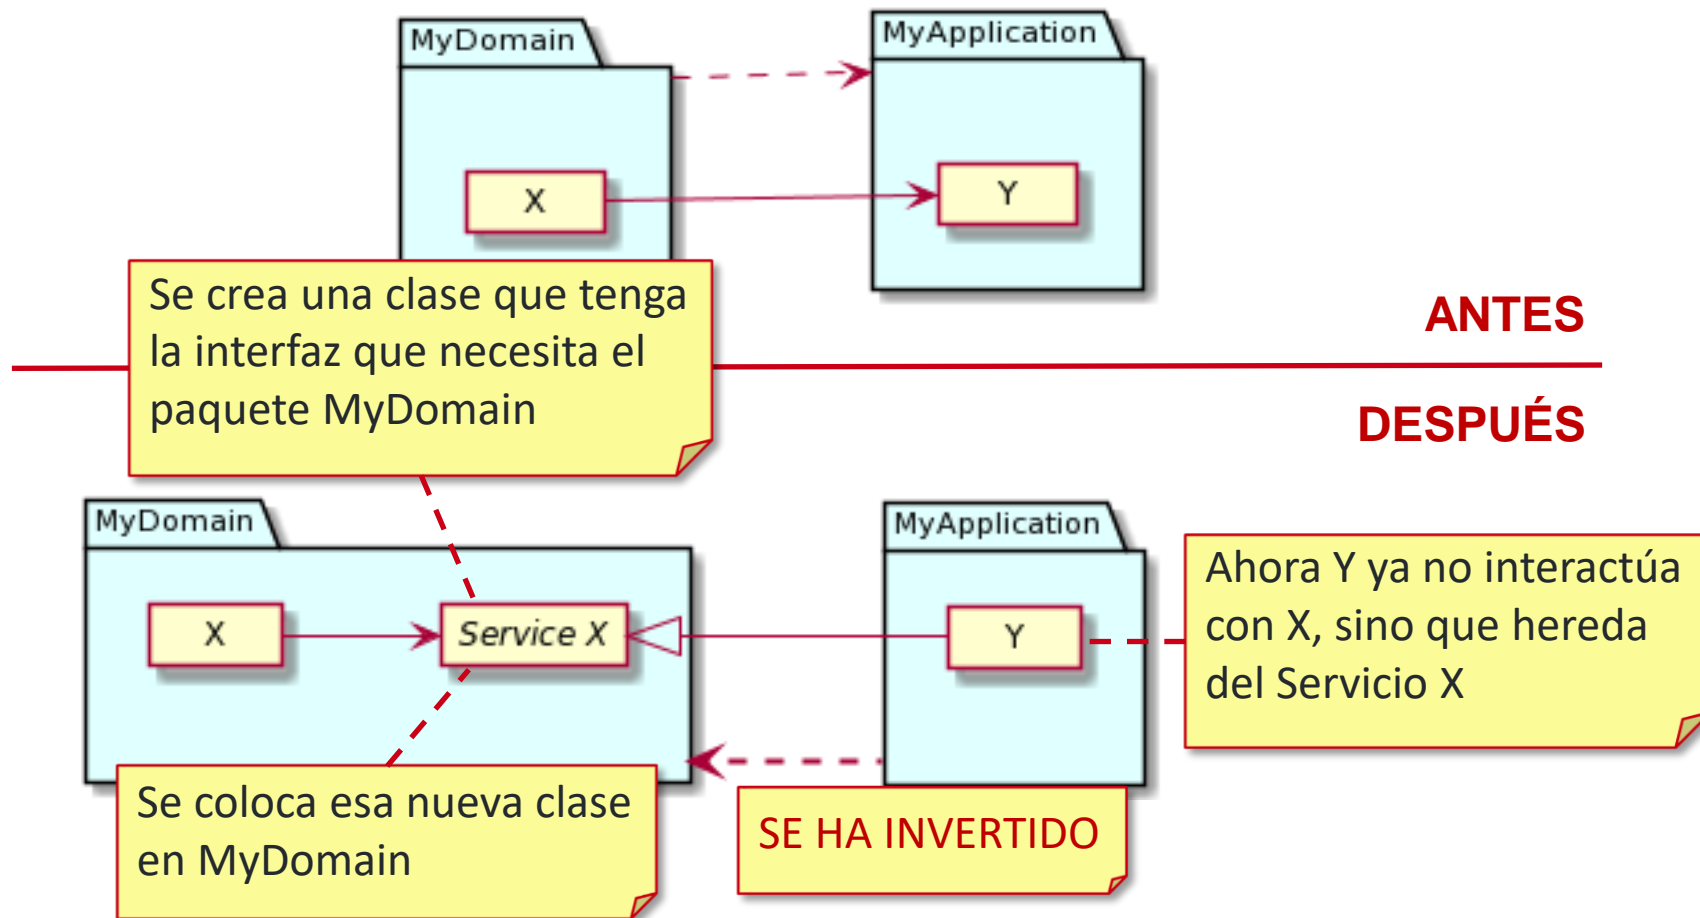 MyDomain
MyApplication
X
Y
Se crea una clase que tenga
la interfaz que necesita el
paquete MyDomain
ANTES
DESPUÉS
MyDomain
MyApplication
X
Service X
Y
Ahora Y ya no interactúa
con X, sino que hereda
del Servicio X
Se coloca esa nueva clase
en MyDomain
SE HA INVERTIDO